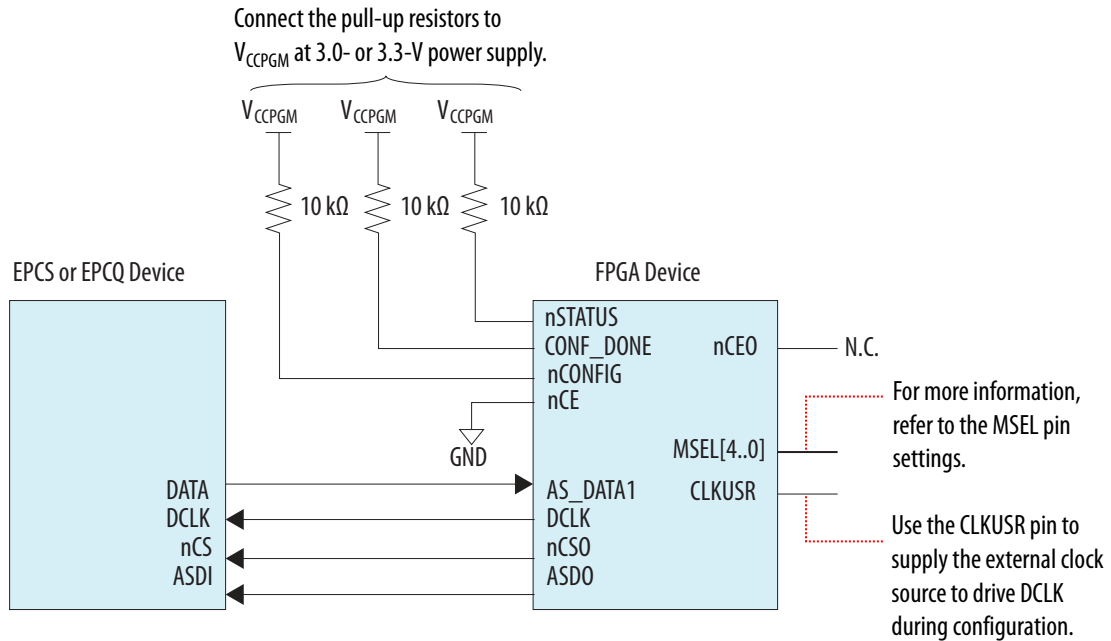 Connect the pull-up resistors to
VCCPGM at 3.0- or 3.3-V power supply.
VCCPGM VCCPGM VCCPGM
10 kΩ 10 kΩ 10 kΩ
EPCS or EPCQ Device
FPGA Device
nSTATUS
CONF_DONE
nCONFIG
nCE
nCEO
N.C.
GND
MSEL[4..0]
CLKUSR
For more information,
refer to the MSEL pin
settings.
DATA
DCLK
nCS
ASDI
AS_DATA1
DCLK
nCSO
ASDO
Use the CLKUSR pin to
supply the external clock
source to drive DCLK
during configuration.